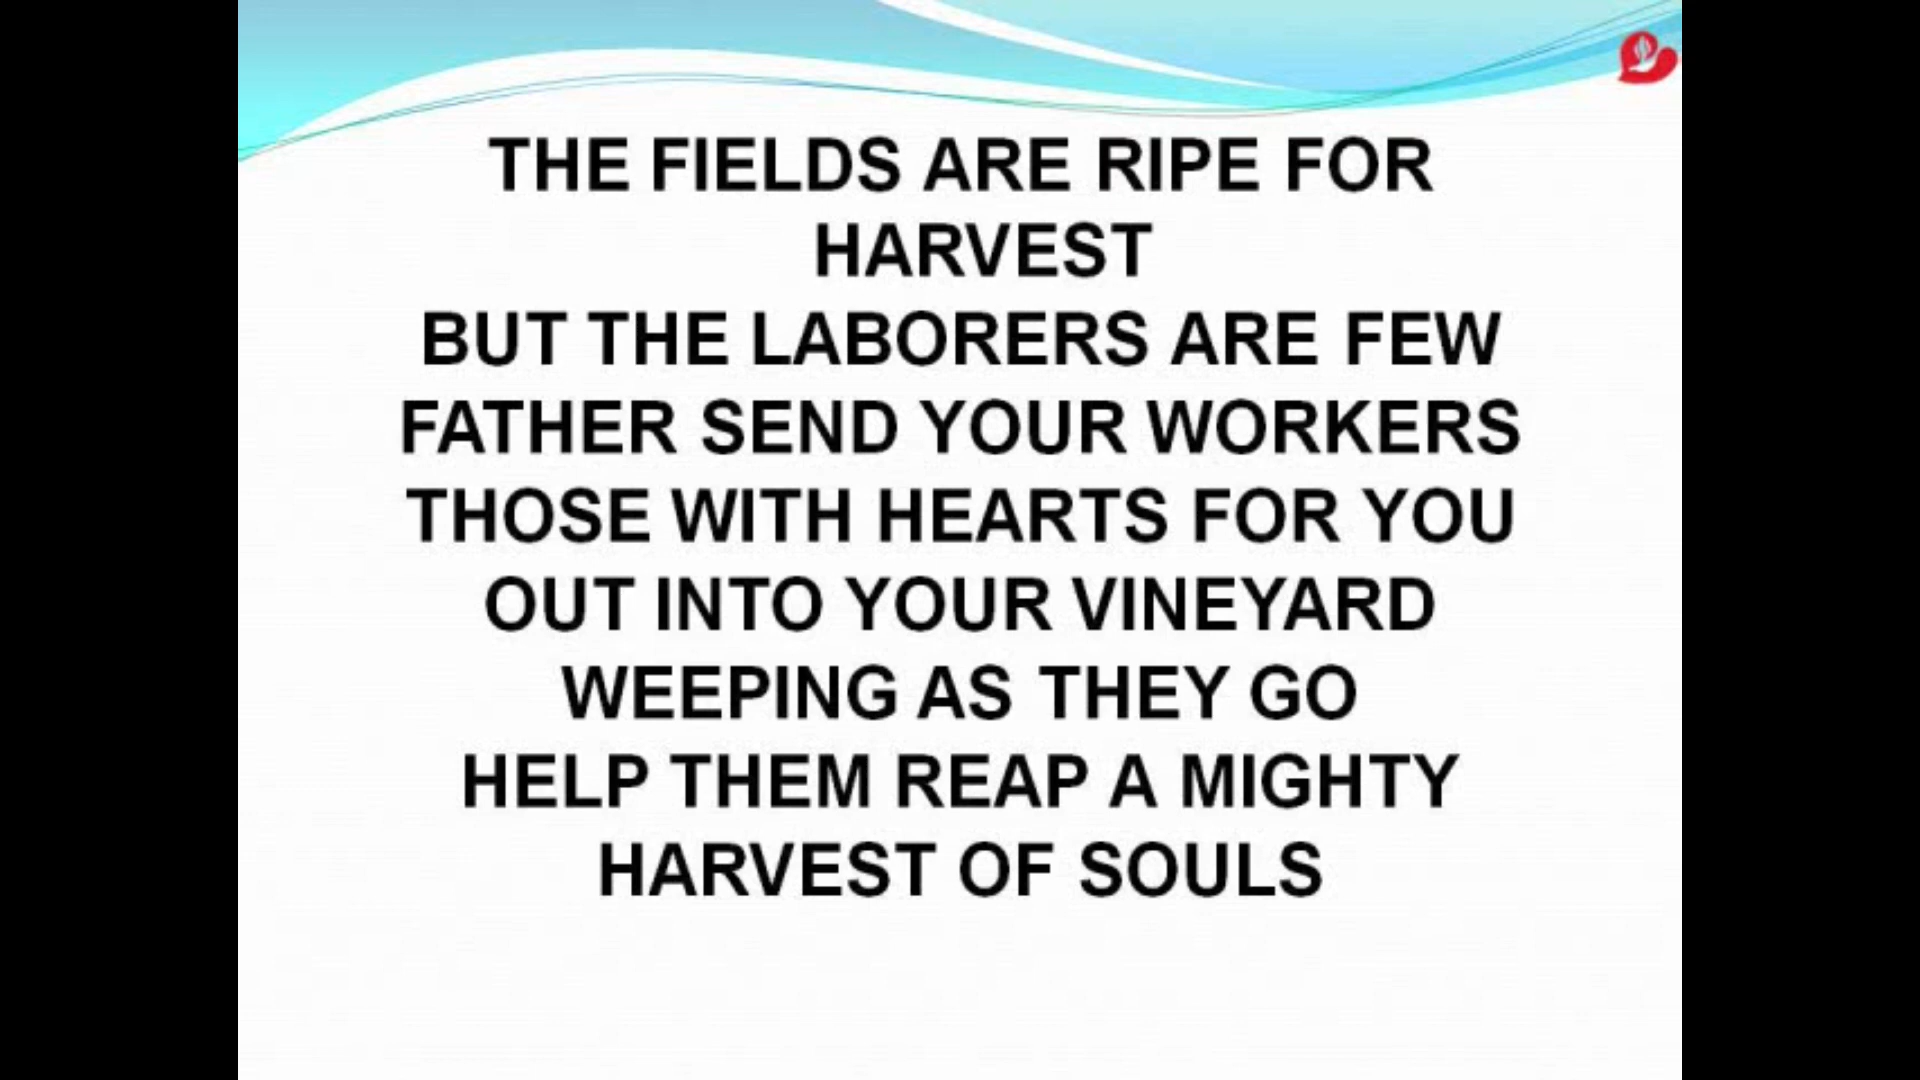 THE FIELDS ARE RIPE FOR
HARVEST
BUT THE LABORERS ARE FEW
FATHER SEND YOUR WORKERS
THOSE WITH HEARTS FOR YOU
OUT INTO YOUR VINEYARD
WEEPING AS THEY GO
HELP THEM REAP A MIGHTY
HARVEST OF SOULS